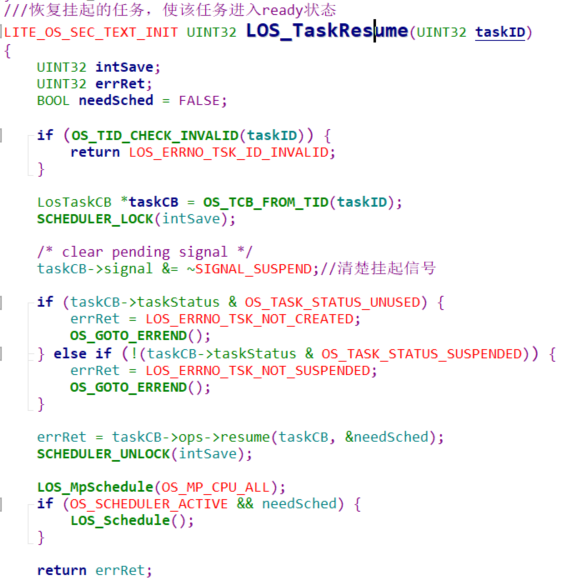 ///恢复挂起的任务，使该任务进入ready状态
LITE_OS_SEC_TEXT_INIT UINT32 LOS_TaskResume(UINT32 taskID)
{
    UINT32 intSave;
    UINT32 errRet;
    BOOL needSched = FALSE;

    if (OS_TID_CHECK_INVALID(taskID)) {
        return LOS_ERRNO_TSK_ID_INVALID;
    }

    LosTaskCB *taskCB = OS_TCB_FROM_TID(taskID);
    SCHEDULER_LOCK(intSave);

    /* clear pending signal */
    taskCB->signal &= ~SIGNAL_SUSPEND;//清楚挂起信号

    if (taskCB->taskStatus & OS_TASK_STATUS_UNUSED) {
        errRet = LOS_ERRNO_TSK_NOT_CREATED;
        OS_GOTO_ERREND();
    } else if (!(taskCB->taskStatus & OS_TASK_STATUS_SUSPENDED)) {
        errRet = LOS_ERRNO_TSK_NOT_SUSPENDED;
        OS_GOTO_ERREND();
    }

    errRet = taskCB->ops->resume(taskCB, &needSched);
    SCHEDULER_UNLOCK(intSave);

    LOS_MpSchedule(OS_MP_CPU_ALL);
    if (OS_SCHEDULER_ACTIVE && needSched) {
        LOS_Schedule();
    }

    return errRet;